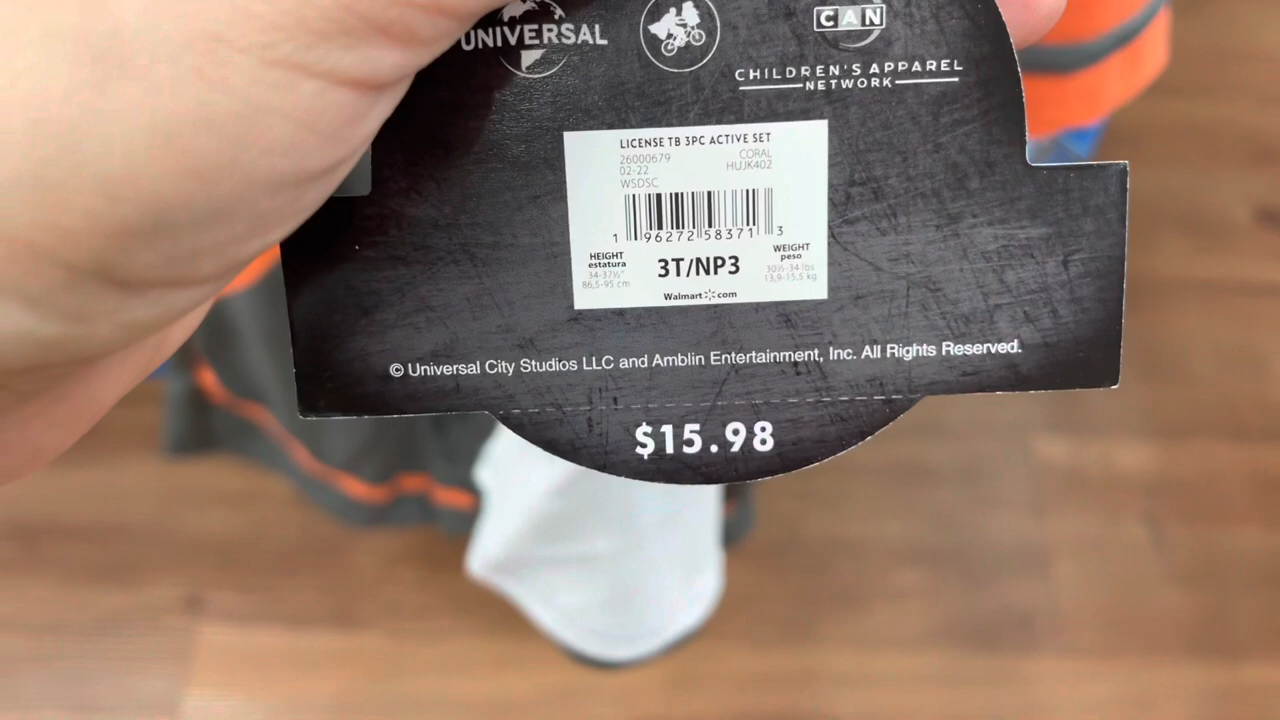 UNIVERSAL
CAN
CHILDREN'S APPAREL
NETWORK
LICENSE TB 3PC ACTIVE SET
26000679 CORAL
02-22 HUJK402
WSDSC
1 96272 58371 3
HEIGHT
estatura
34-37½"
86,5-95 cm
3T/NP3
WEIGHT
peso
30½-34 lbs
13,9-15,5 kg
Walmart com
© Universal City Studios LLC and Amblin Entertainment, Inc. All Rights Reserved.
$15.98